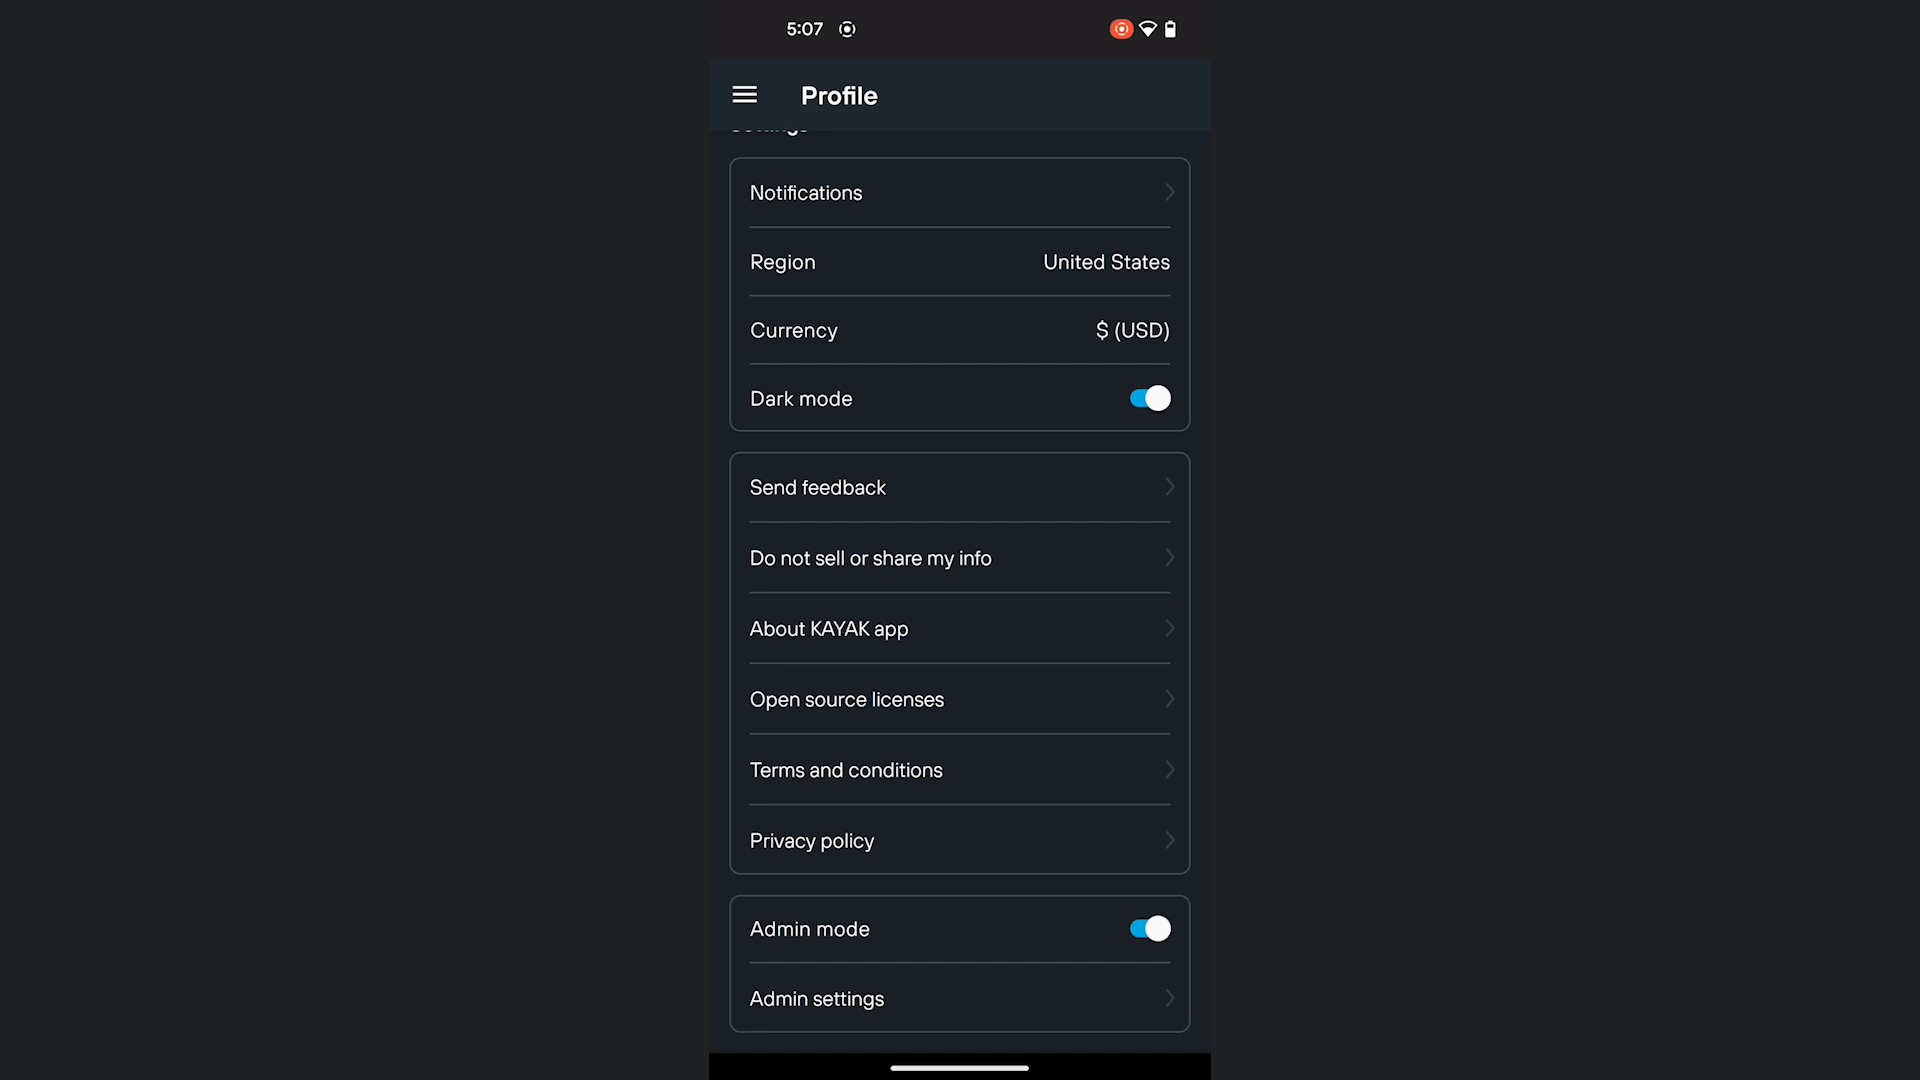 5:07
Profile
Notifications
Region United States
Currency $ (USD)
Dark mode
Send feedback
Do not sell or share my info
About KAYAK app
Open source licenses
Terms and conditions
Privacy policy
Admin mode
Admin settings